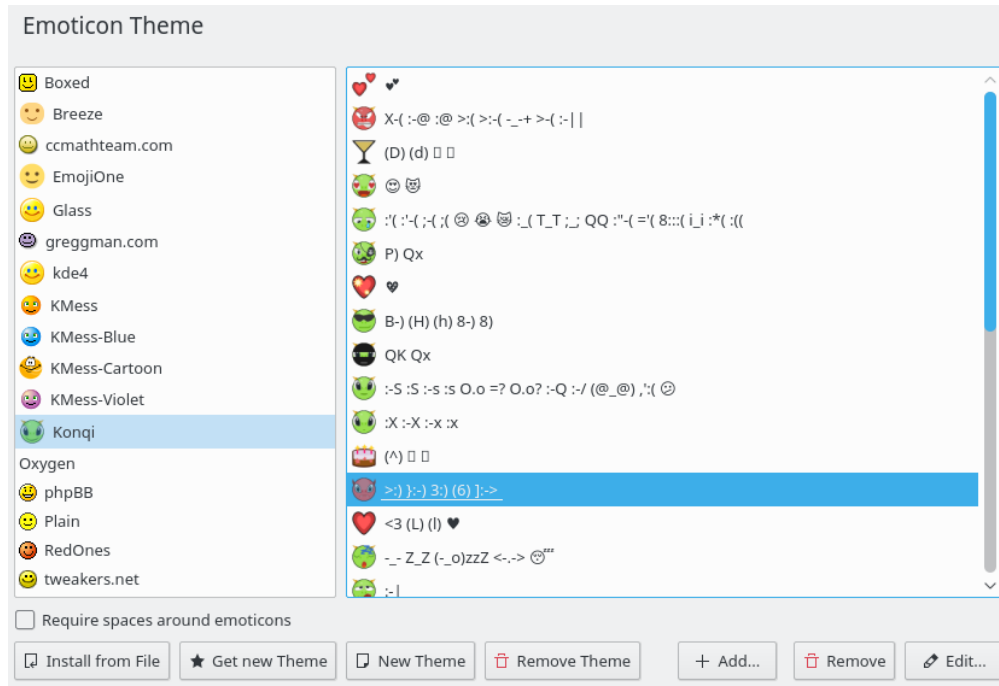 Emoticon Theme
Boxed
Breeze
ccmathteam.com
EmojiOne
Glass
greggman.com
kde4
KMess
KMess-Blue
KMess-Cartoon
KMess-Violet
Konqi
Oxygen
phpBB
Plain
RedOnes
tweakers.net
💕
X-( :-@ :@ >:( >:-( -_-+ >-( :-||
(D) (d) ▯ ▯
😍 😻
:'( :'-( ;-( ;( 😢 😭 😿 :_( T_T ;_; QQ :"-( ='( 8:::( i_i :*( :((
P) Qx
💖
B-) (H) (h) 8-) 8)
QK Qx
:-S :S :-s :s O.o =? O.o? :-Q :-/ (@_@) ,':( 😕
:X :-X :-x :x
(^) ▯ ▯
>:) }:-) 3:) (6) ]:->
<3 (L) (l) ♥
-_- Z_Z (-_o)zzZ <-.-> 😴
:-|
Require spaces around emoticons
Install from File
Get new Theme
New Theme
Remove Theme
Add...
Remove
Edit...